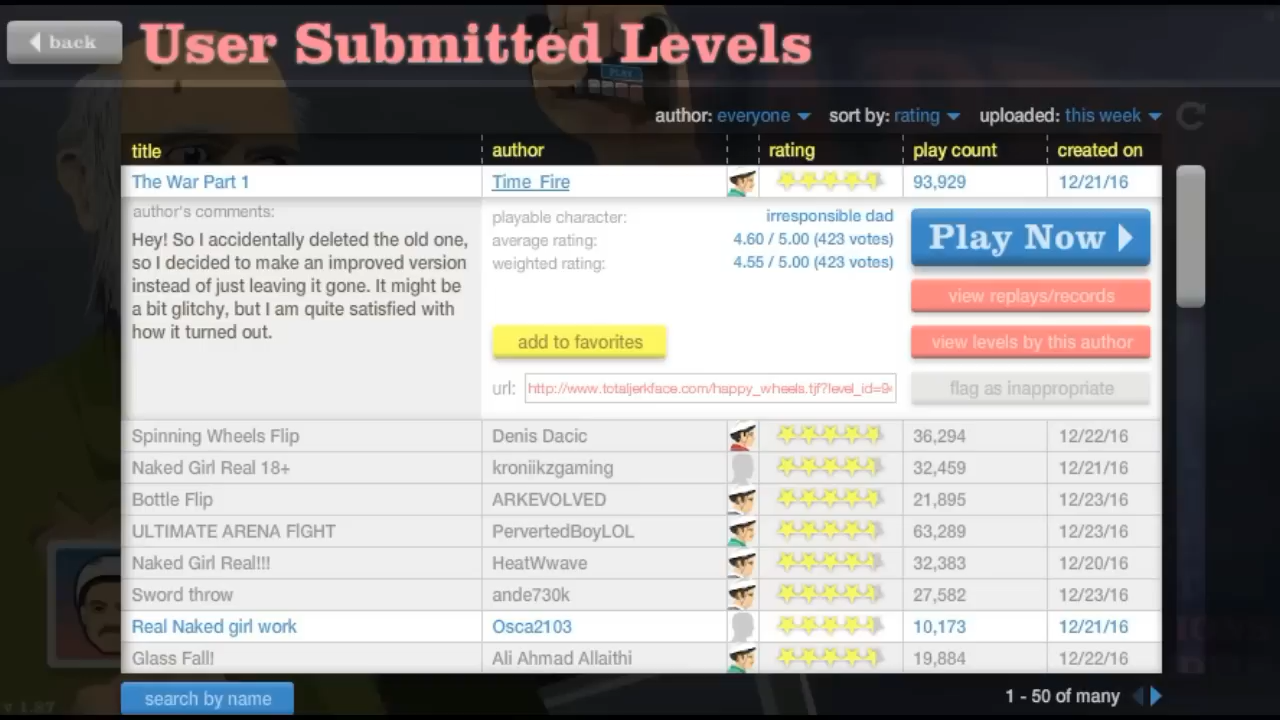 back
User Submitted Levels
PLAY
author: everyone sort by: rating uploaded: this week
title author rating play count created on
The War Part 1 Time Fire 93,929 12/21/16
author's comments:
Hey! So I accidentally deleted the old one,
so I decided to make an improved version
instead of just leaving it gone. It might be
a bit glitchy, but I am quite satisfied with
how it turned out.
playable character: irresponsible dad
average rating: 4.60 / 5.00 (423 votes)
weighted rating: 4.55 / 5.00 (423 votes)
add to favorites
url: http://www.totaljerkface.com/happy_wheels.tjf?level_id=9
Play Now
view replays/records
view levels by this author
flag as inappropriate
Spinning Wheels Flip Denis Dacic 36,294 12/22/16
Naked Girl Real 18+ kroniikzgaming 32,459 12/21/16
Bottle Flip ARKEVOLVED 21,895 12/23/16
ULTIMATE ARENA FIGHT PervertedBoyLOL 63,289 12/23/16
Naked Girl Real!!! HeatWwave 32,383 12/20/16
Sword throw ande730k 27,582 12/23/16
Real Naked girl work Osca2103 10,173 12/21/16
Glass Fall! Ali Ahmad Allaithi 19,884 12/22/16
search by name
1 - 50 of many
v 1.87